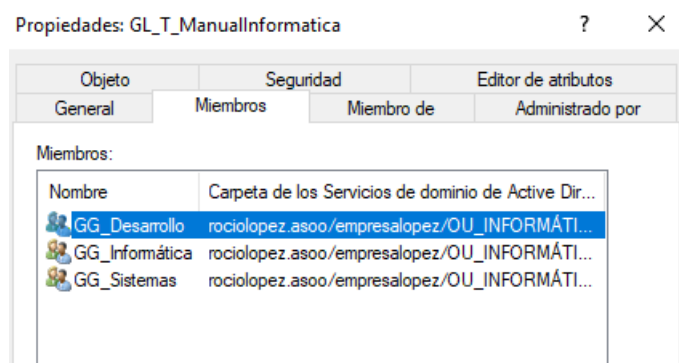 Propiedades: GL_T_ManualInformatica ? ×
Objeto Seguridad Editor de atributos
General Miembros Miembro de Administrado por
Miembros:
Nombre Carpeta de los Servicios de dominio de Active Dir...
GG_Desarrollo rociolopez.asoo/empresalopez/OU_INFORMÁTI...
GG_Informática rociolopez.asoo/empresalopez/OU_INFORMÁTI...
GG_Sistemas rociolopez.asoo/empresalopez/OU_INFORMÁTI...